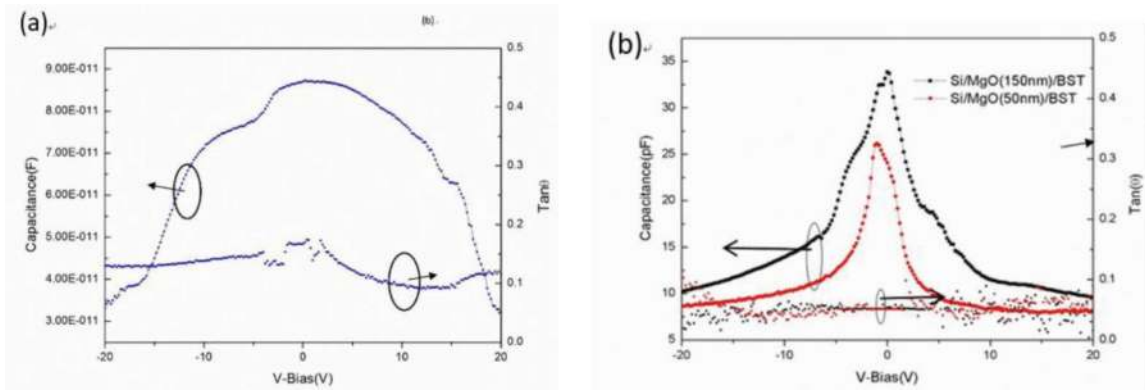 (a)
(b)
9.00E-011
8.00E-011
7.00E-011
6.00E-011
5.00E-011
4.00E-011
3.00E-011
Capacitance(F)
0.5
0.4
0.3
0.2
0.1
0.0
Tanθ
-20
-10
0
10
20
V-Bias(V)
(b)
35
30
25
20
15
10
5
Capacitance(pF)
Si/MgO(150nm)/BST
Si/MgO(50nm)/BST
0.5
0.4
0.3
0.2
0.1
0.0
Tan(θ)
-20
-10
0
10
20
V-Bias(V)